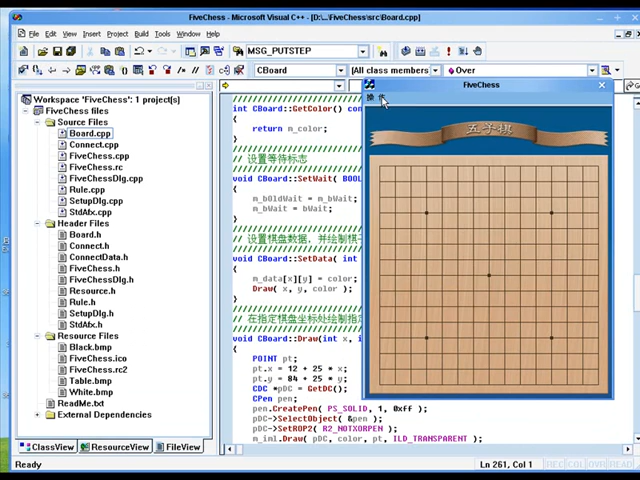 FiveChess - Microsoft Visual C++ - [D:\...\FiveChess\src\Board.cpp]
File Edit View Insert Project Build Tools Window Help
MSG_PUTSTEP
CBoard
[All class members]
Over
Workspace 'FiveChess': 1 project(s)
FiveChess files
Source Files
Board.cpp
Connect.cpp
FiveChess.cpp
FiveChess.rc
FiveChessDlg.cpp
Rule.cpp
SetupDlg.cpp
StdAfx.cpp
Header Files
Board.h
Connect.h
ConnectData.h
FiveChess.h
FiveChessDlg.h
Resource.h
Rule.h
SetupDlg.h
StdAfx.h
Resource Files
Black.bmp
FiveChess.ico
FiveChess.rc2
Table.bmp
White.bmp
ReadMe.txt
External Dependencies
ClassView
ResourceView
FileView
int CBoard::GetColor() con
{
return m_color;
}
// 设置等待标志
void CBoard::SetWait( BOOL
{
m_bOldWait = m_bWait;
m_bWait = bWait;
}
// 设置棋盘数据，并绘制棋子
void CBoard::SetData( int
{
m_data[x][y] = color;
Draw( x, y, color );
}
// 在指定棋盘坐标处绘制指定
void CBoard::Draw(int x, i
{
POINT pt;
pt.x = 12 + 25 * x;
pt.y = 84 + 25 * y;
CDC *pDC = GetDC();
CPen pen;
pen.CreatePen( PS_SOLID, 1, 0xff );
pDC->SelectObject( &pen );
pDC->SetROP2( R2_NOTXORPEN );
m_iml.Draw( pDC, color, pt, ILD_TRANSPARENT );
FiveChess
操作
五子棋
Ready
Ln 261, Col 1
REC COL OVR READ